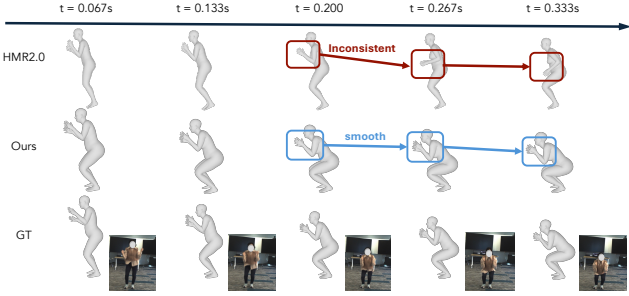 t = 0.067s t = 0.133s t = 0.200 t = 0.267s t = 0.333s
HMR2.0
Inconsistent
Ours
smooth
GT